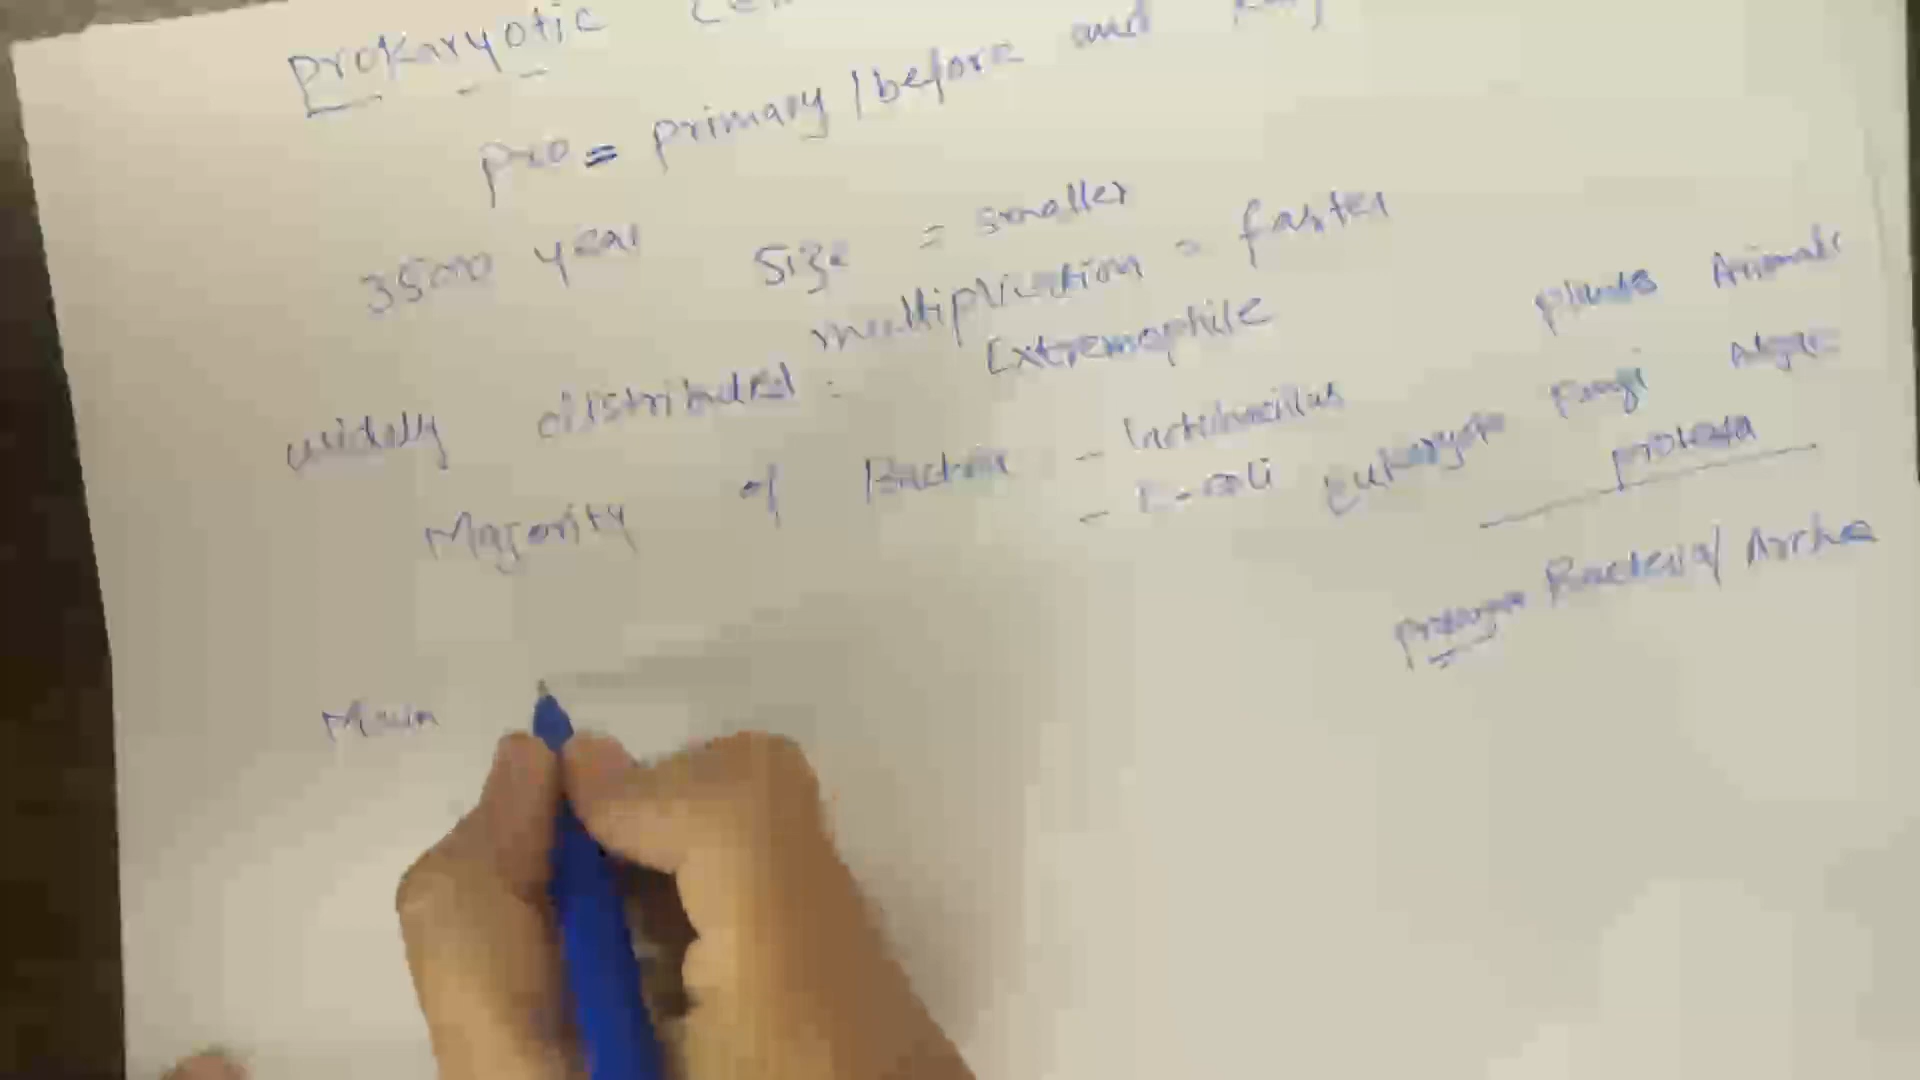 Prokaryotic
pro = primary / before and
3500 year size = smaller
multiplication = faster
widely distributed : Extremophile
Majority of Bacteria - lactobacillus
- E-coli
plants Animals
Eukaryote Fungi Algae
protozoa
Bacteria / Archea
Main